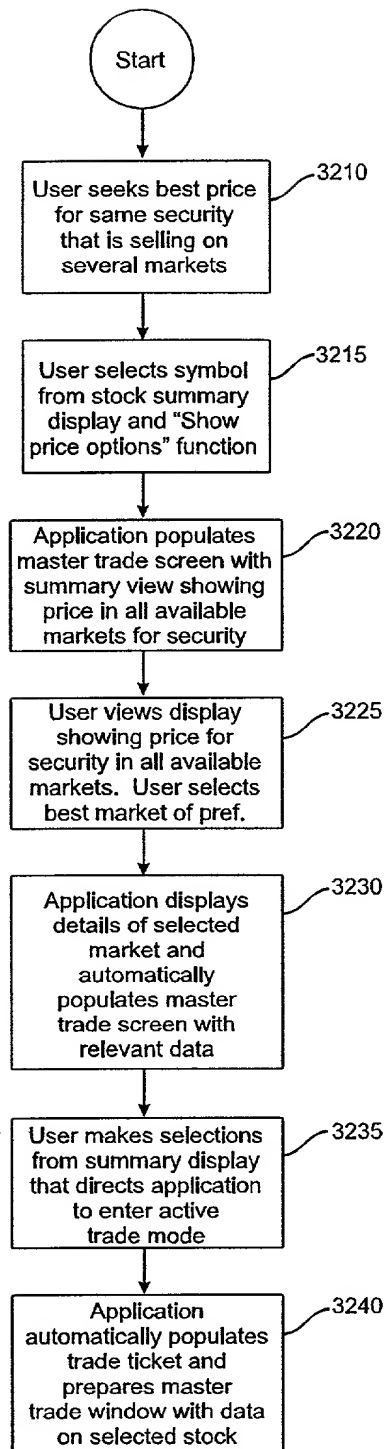 Start
3210
User seeks best price
for same security
that is selling on
several markets
3215
User selects symbol
from stock summary
display and "Show
price options" function
3220
Application populates
master trade screen with
summary view showing
price in all available
markets for security
3225
User views display
showing price for
security in all available
markets. User selects
best market of pref.
3230
Application displays
details of selected
market and
automatically
populates master
trade screen with
relevant data
3235
User makes selections
from summary display
that directs application
to enter active
trade mode
3240
Application
automatically populates
trade ticket and
prepares master
trade window with data
on selected stock